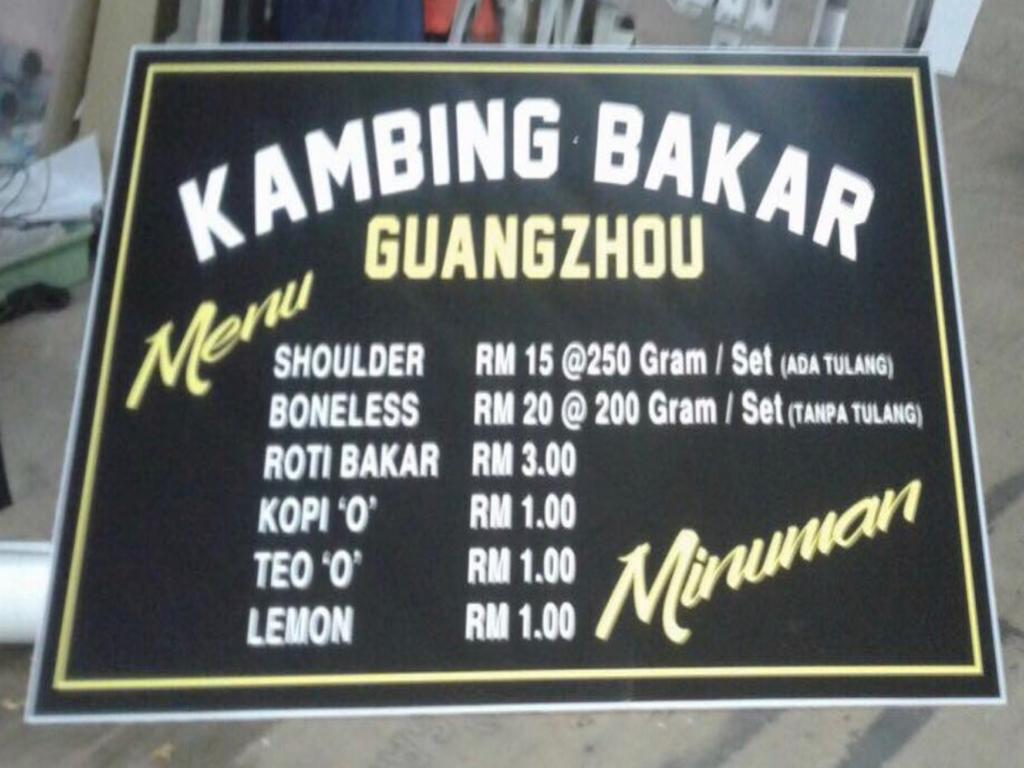 KAMBING BAKAR
GUANGZHOU
Menu
SHOULDER RM 15 @250 Gram / Set (ADA TULANG)
BONELESS RM 20 @ 200 Gram / Set (TANPA TULANG)
ROTI BAKAR RM 3.00
KOPI 'O' RM 1.00
TEO 'O' RM 1.00
LEMON RM 1.00
Minuman